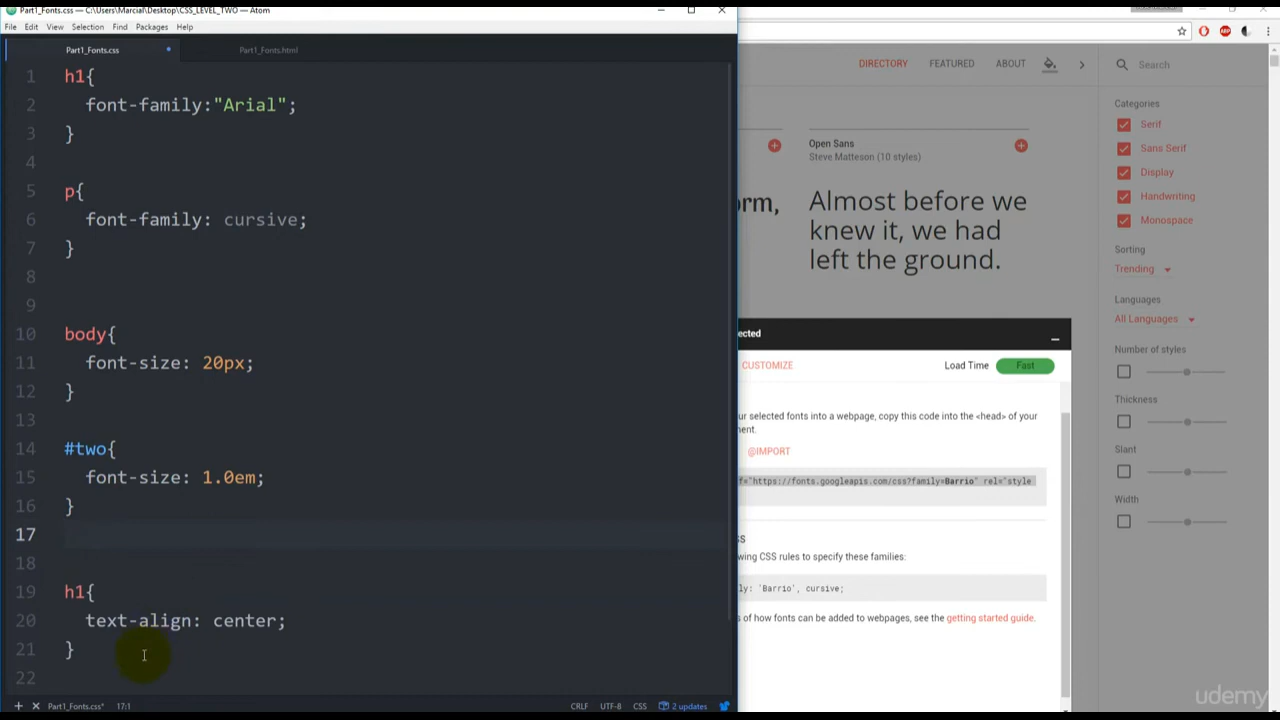 Part1_Fonts.css — C:\Users\Marcial\Desktop\CSS_LEVEL_TWO — Atom
File Edit View Selection Find Packages Help
Part1_Fonts.css
Part1_Fonts.html
1 h1{
2 font-family:"Arial";
3 }
4
5 p{
6 font-family: cursive;
7 }
8
9
10 body{
11 font-size: 20px;
12 }
13
14 #two{
15 font-size: 1.0em;
16 }
17
18
19 h1{
20 text-align: center;
21 }
22
Part1_Fonts.css* 17:1
CRLF UTF-8 CSS 2 updates
DIRECTORY FEATURED ABOUT
Search
Open Sans
Steve Matteson (10 styles)
orm,
Almost before we
knew it, we had
left the ground.
Categories
Serif
Sans Serif
Display
Handwriting
Monospace
Sorting
Trending
Languages
All Languages
Number of styles
Thickness
Slant
Width
ected
CUSTOMIZE
Load Time Fast
ur selected fonts into a webpage, copy this code into the <head> of your
ment.
@IMPORT
f="https://fonts.googleapis.com/css?family=Barrio" rel="style
SS
wing CSS rules to specify these families:
ly: 'Barrio', cursive;
s of how fonts can be added to webpages, see the getting started guide.
ABP
udemy